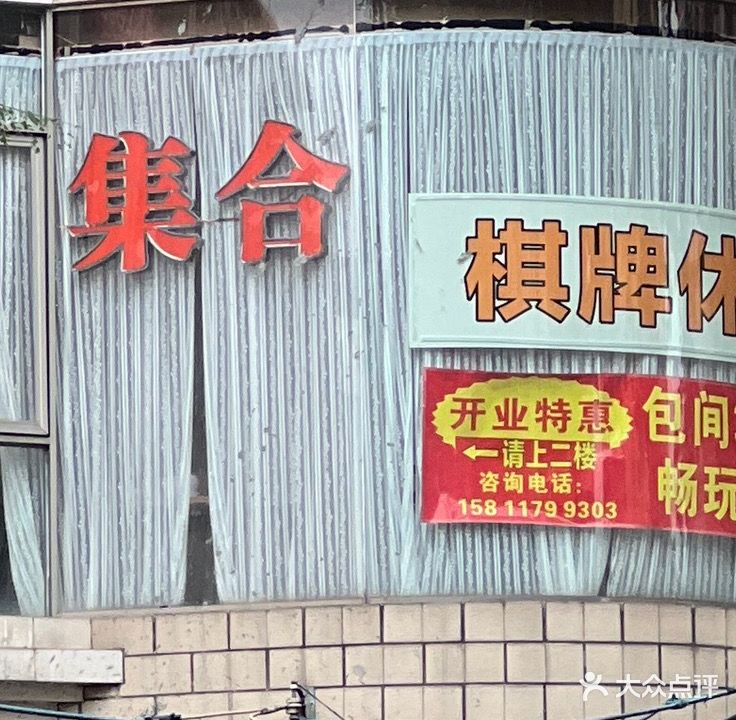 集合
棋牌休
开业特惠
←请上二楼
咨询电话：
158 1179 9303
包间
畅玩
大众点评